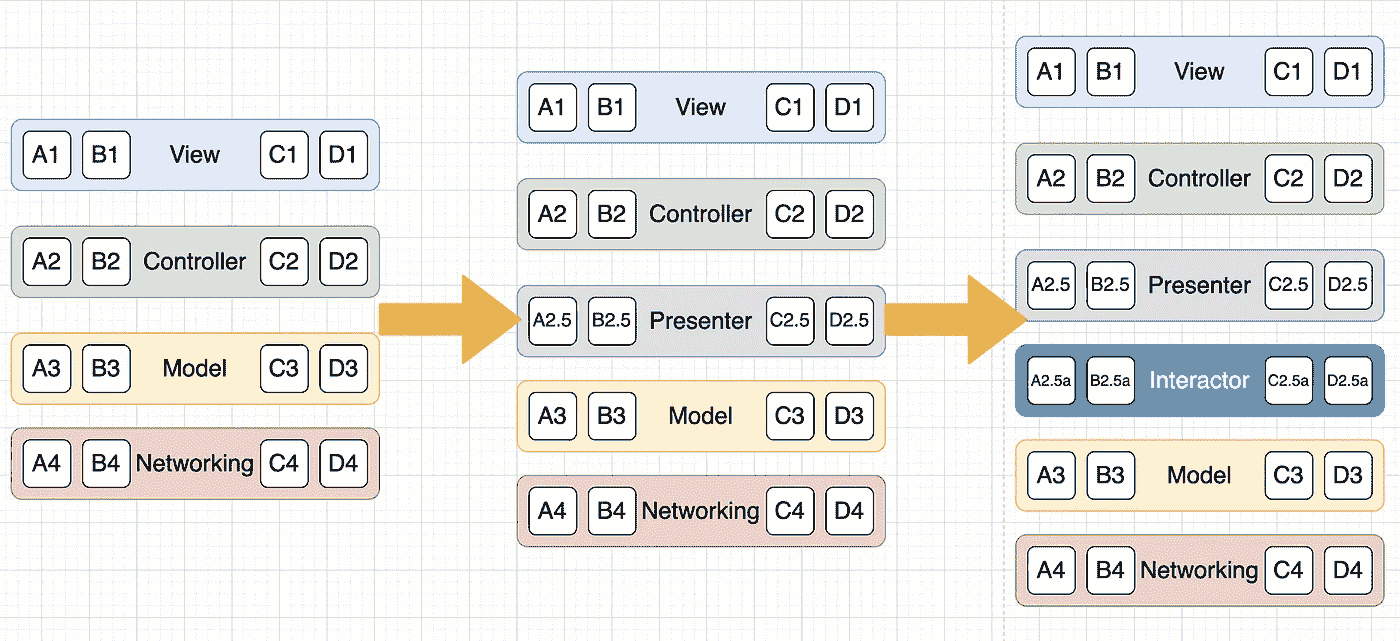 A1 B1 View C1 D1
A2 B2 Controller C2 D2
A3 B3 Model C3 D3
A4 B4 Networking C4 D4
A1 B1 View C1 D1
A2 B2 Controller C2 D2
A2.5 B2.5 Presenter C2.5 D2.5
A3 B3 Model C3 D3
A4 B4 Networking C4 D4
A1 B1 View C1 D1
A2 B2 Controller C2 D2
A2.5 B2.5 Presenter C2.5 D2.5
A2.5a B2.5a Interactor C2.5a D2.5a
A3 B3 Model C3 D3
A4 B4 Networking C4 D4